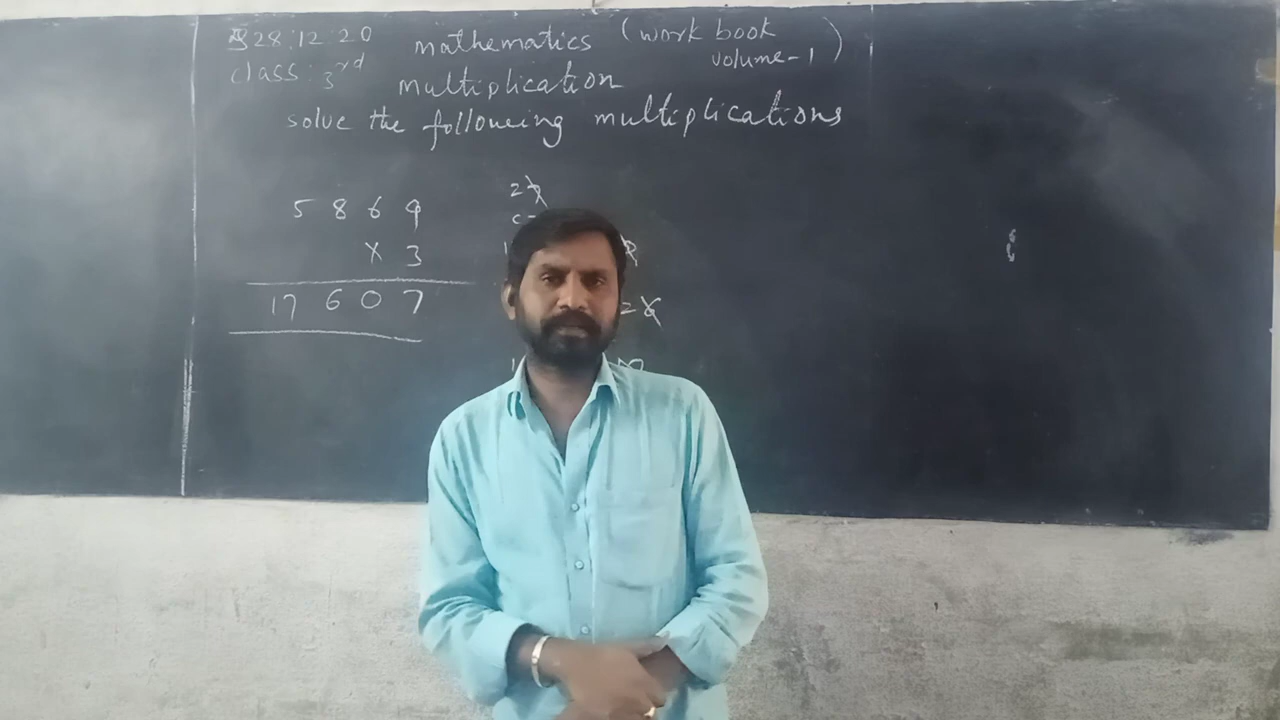 28:12:20 mathematics (work book volume-1)
class: 3rd multiplication
solve the following multiplications
5 8 6 9
x 3
17 6 0 7